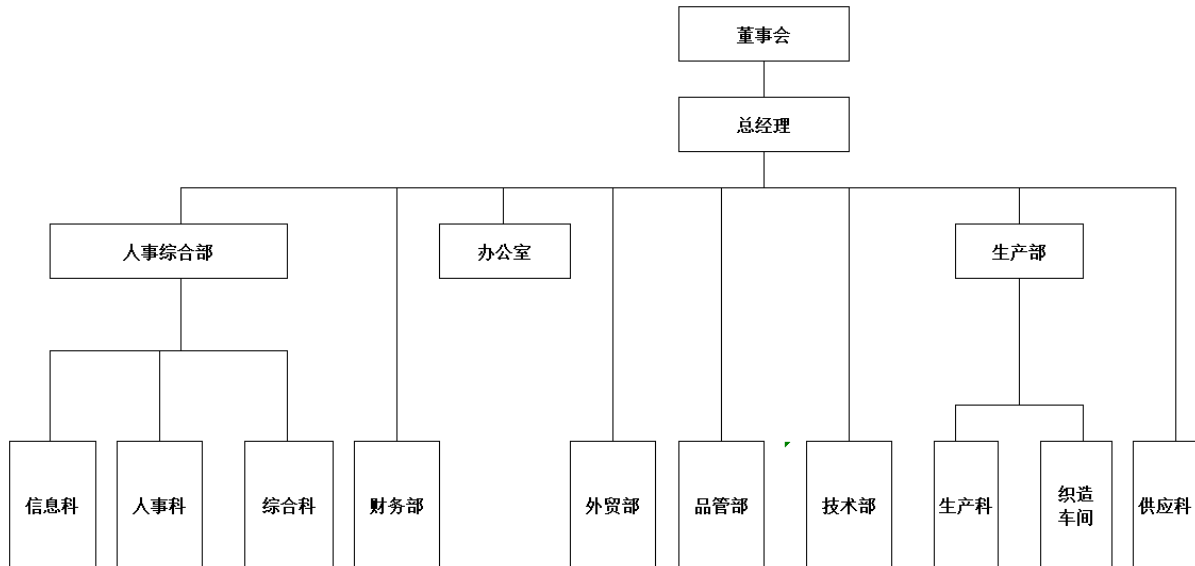 董事会
总经理
人事综合部
办公室
生产部
信息科
人事科
综合科
财务部
外贸部
品管部
技术部
生产科
织造
车间
供应科